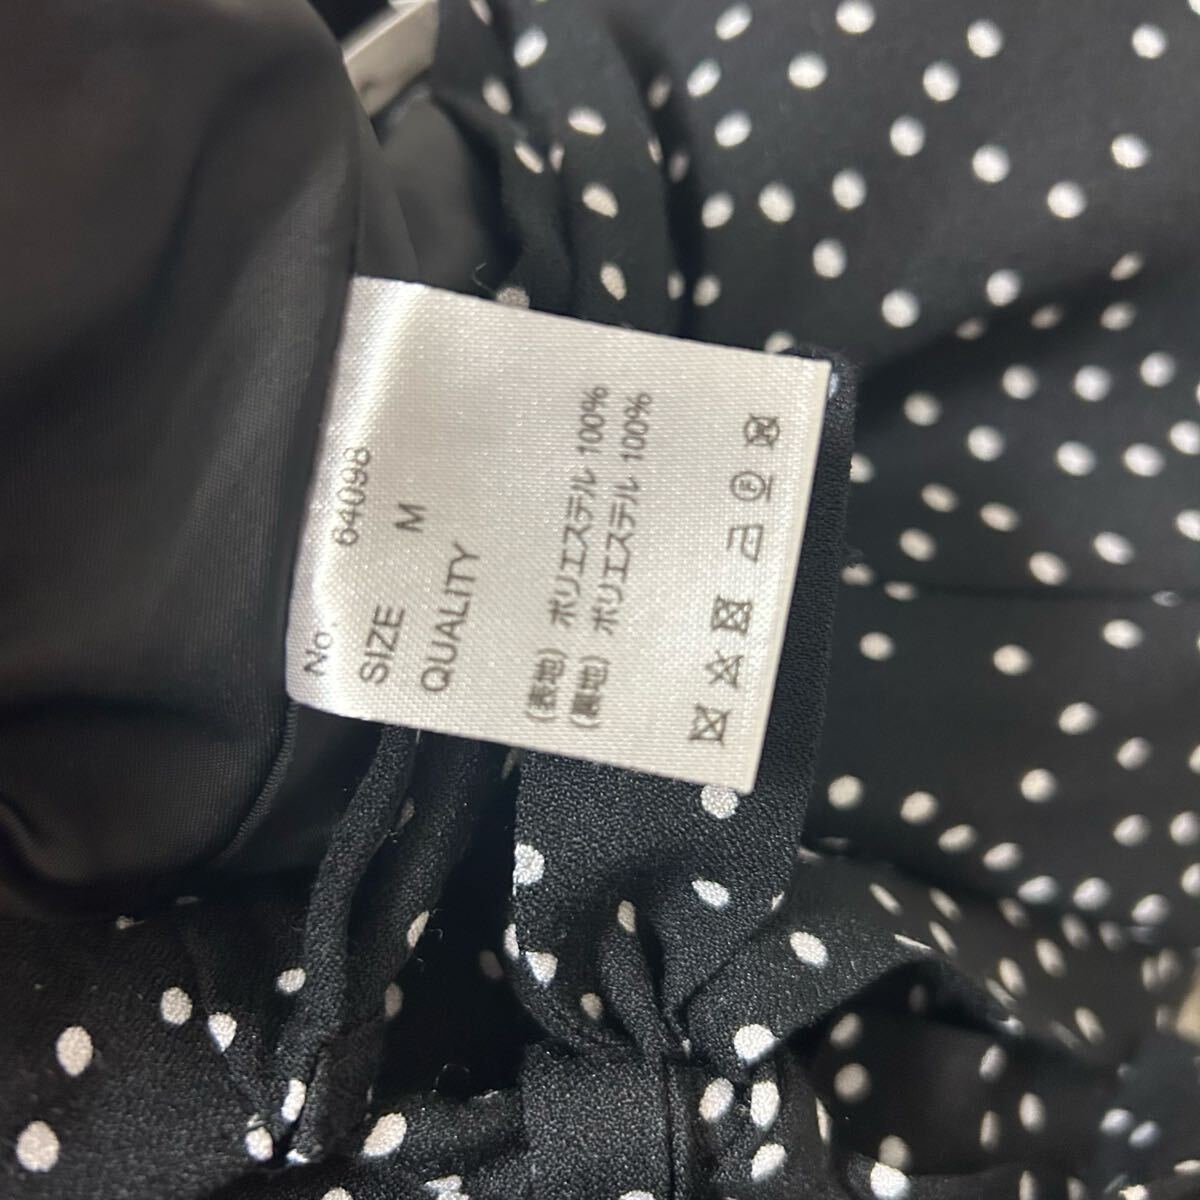 No. 64098
SIZE M
QUALITY
(表地) ポリエステル 100%
(裏地) ポリエステル 100%
F